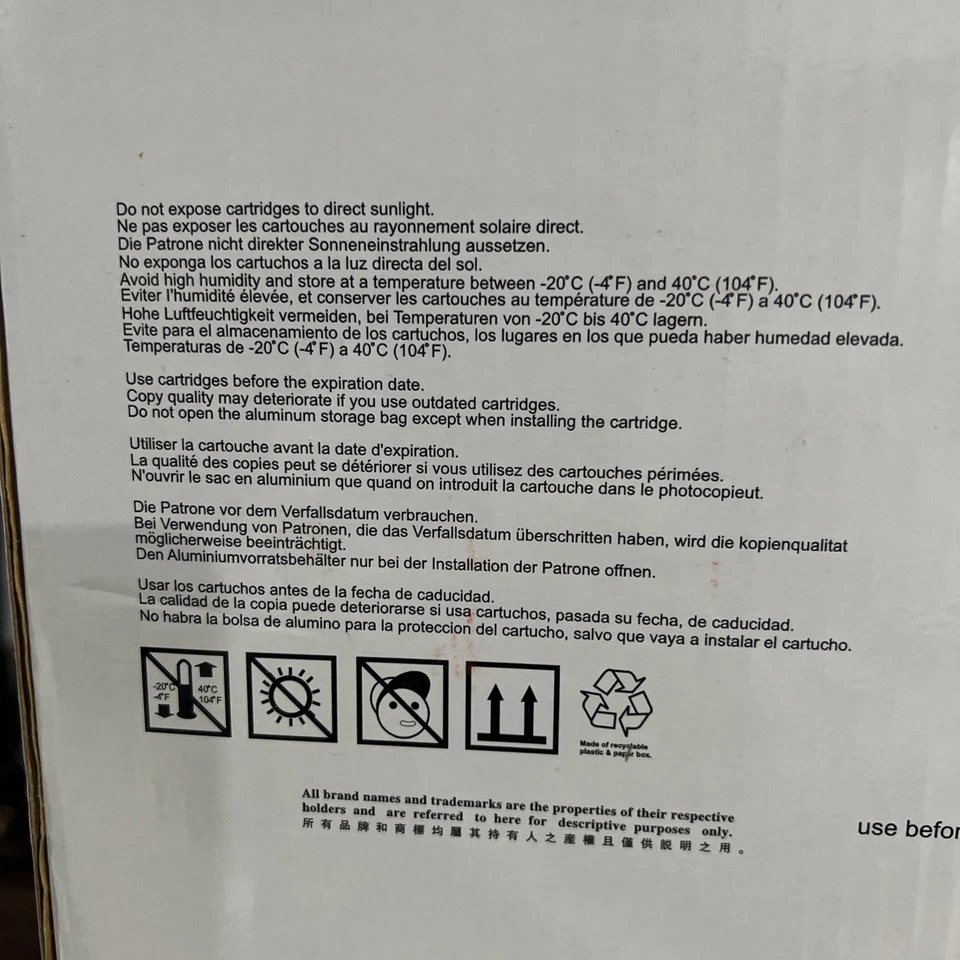 Do not expose cartridges to direct sunlight.
Ne pas exposer les cartouches au rayonnement solaire direct.
Die Patrone nicht direkter Sonneneinstrahlung aussetzen.
No exponga los cartuchos a la luz directa del sol.
Avoid high humidity and store at a temperature between -20°C (-4°F) and 40°C (104°F).
Eviter l'humidité élevée, et conserver les cartouches au température de -20°C (-4°F) a 40°C (104°F).
Hohe Luftfeuchtigkeit vermeiden, bei Temperaturen von -20°C bis 40°C lagern.
Evite para el almacenamiento de los cartuchos, los lugares en los que pueda haber humedad elevada.
Temperaturas de -20°C (-4°F) a 40°C (104°F).
Use cartridges before the expiration date.
Copy quality may deteriorate if you use outdated cartridges.
Do not open the aluminum storage bag except when installing the cartridge.
Utiliser la cartouche avant la date d'expiration.
La qualité des copies peut se détériorer si vous utilisez des cartouches périmées.
N'ouvrir le sac en aluminium que quand on introduit la cartouche dans le photocopieut.
Die Patrone vor dem Verfallsdatum verbrauchen.
Bei Verwendung von Patronen, die das Verfallsdatum überschritten haben, wird die kopienqualitat
möglicherweise beeinträchtigt.
Den Aluminiumvorratsbehälter nur bei der Installation der Patrone offnen.
Usar los cartuchos antes de la fecha de caducidad.
La calidad de la copia puede deteriorarse si usa cartuchos, pasada su fecha, de caducidad.
No habra la bolsa de alumino para la proteccion del cartucho, salvo que vaya a instalar el cartucho.
-20°C 40°C
-4°F 104°F
Made of recyclable
plastic & paper box.
All brand names and trademarks are the properties of their respective
holders and are referred to here for descriptive purposes only.
所有品牌和商標均屬其持有人之產權且僅供説明之用。
use befor